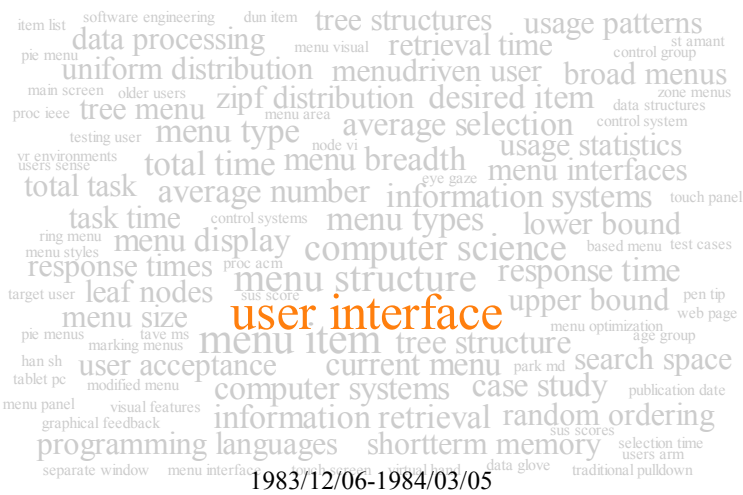 software engineering dun item tree structures usage patterns
item list data processing menu visual retrieval time control group st amant
pie menu uniform distribution menudriven user broad menus
main screen older users zipf distribution desired item zone menus
proc ieee tree menu menu area average selection data structures control system
testing user menu type node vi usage statistics
vr environments users sense total time menu breadth menu interfaces
total task average number eye gaze information systems touch panel
task time control systems menu types lower bound
ring menu menu display computer science based menu test cases
menu styles response times proc acm menu structure response time
target user leaf nodes sus score user interface upper bound pen tip
menu size menu optimization web page
pie menus tave ms marking menus menu item tree structure age group
han sh user acceptance current menu park md search space
tablet pc modified menu computer systems case study publication date
menu panel visual features information retrieval random ordering
graphical feedback sus scores
programming languages shortterm memory selection time users arm
separate window menu interface touch screen virtual hand data glove traditional pulldown
1983/12/06-1984/03/05